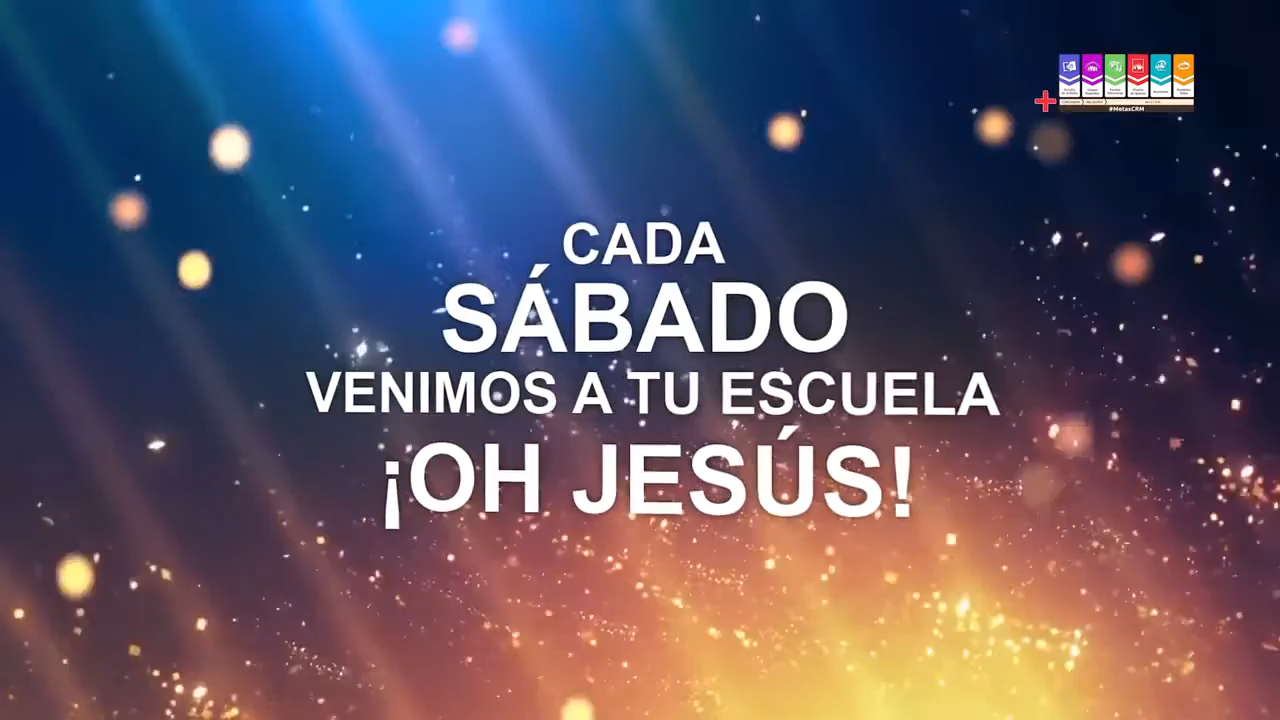 CADA
SÁBADO
VENIMOS A TU ESCUELA
¡OH JESÚS!
#MetasCRM